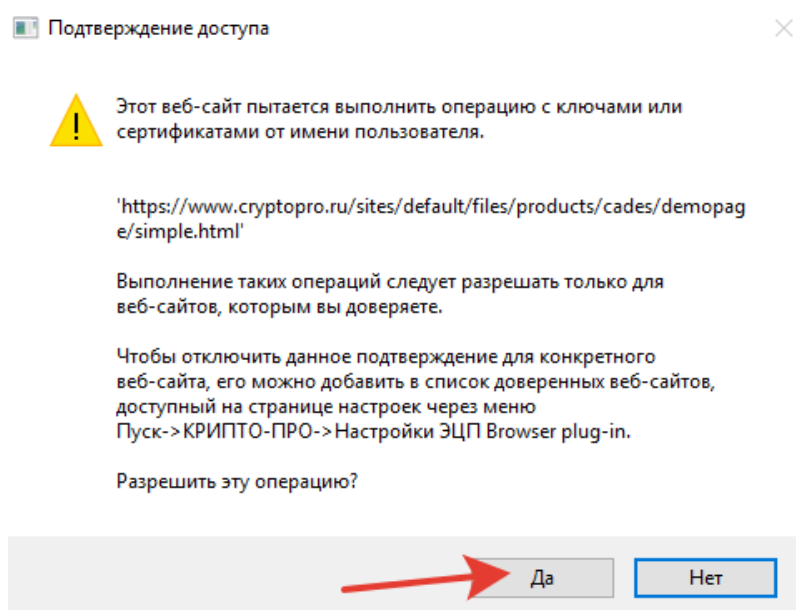 Подтверждение доступа
Этот веб-сайт пытается выполнить операцию с ключами или
сертификатами от имени пользователя.
'https://www.cryptopro.ru/sites/default/files/products/cades/demopag
e/simple.html'
Выполнение таких операций следует разрешать только для
веб-сайтов, которым вы доверяете.
Чтобы отключить данное подтверждение для конкретного
веб-сайта, его можно добавить в список доверенных веб-сайтов,
доступный на странице настроек через меню
Пуск->КРИПТО-ПРО->Настройки ЭЦП Browser plug-in.
Разрешить эту операцию?
Да
Нет